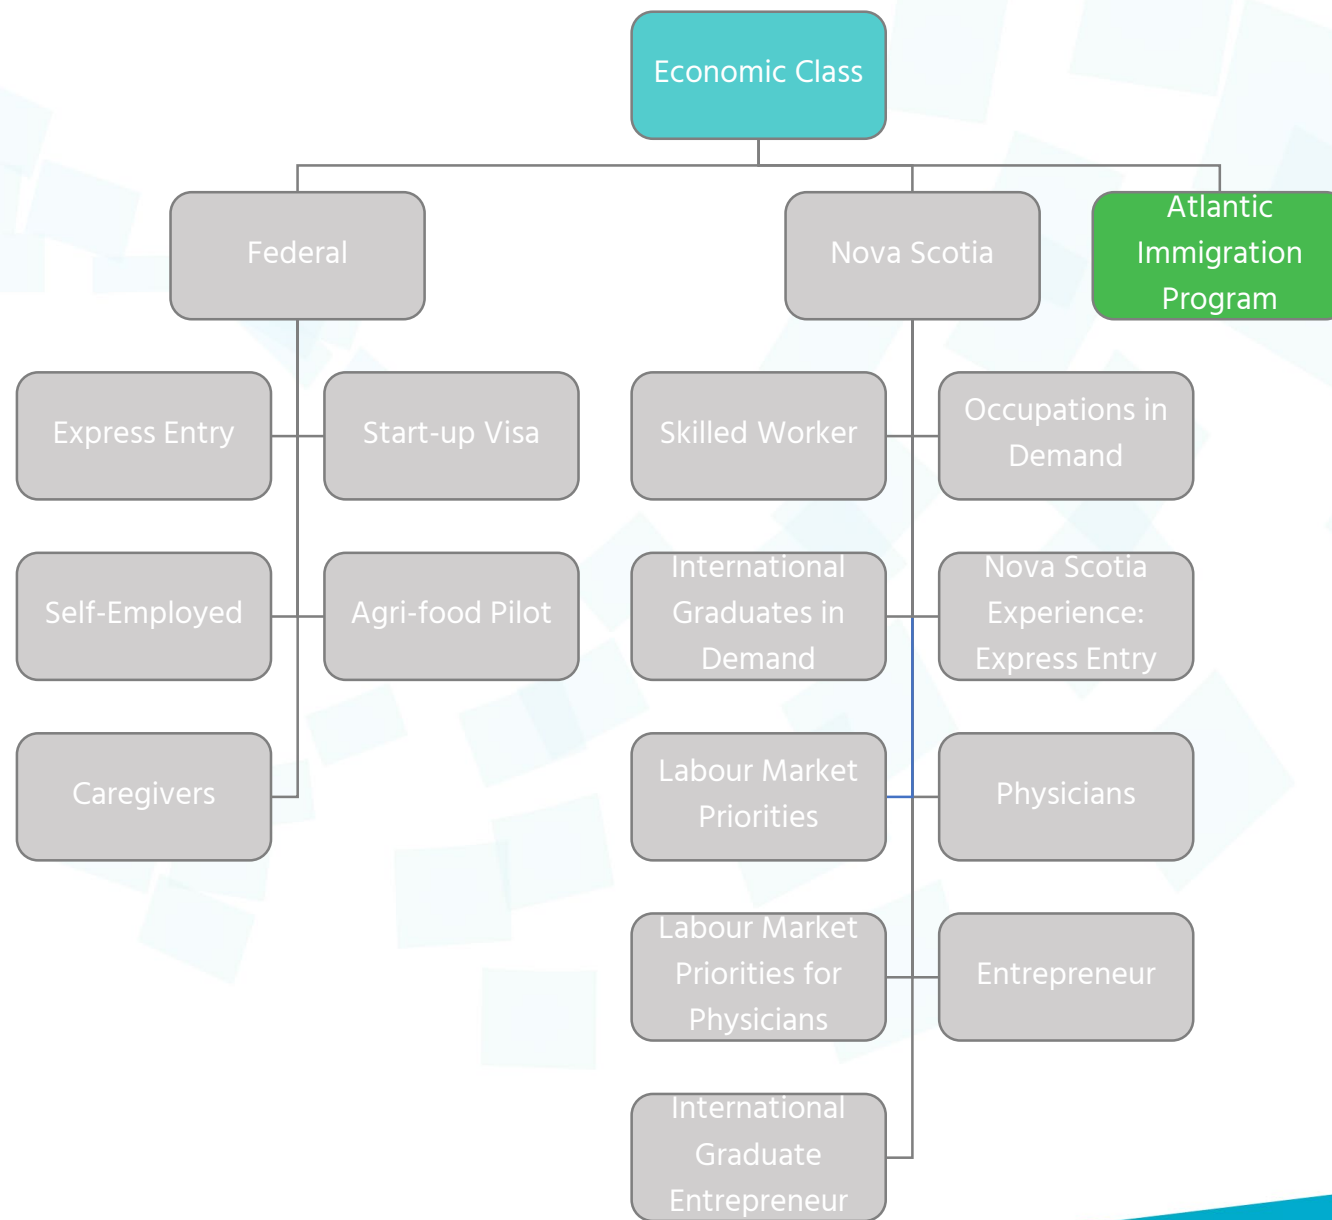 Economic Class
Federal
Nova Scotia
Atlantic
Immigration
Program
Express Entry
Start-up Visa
Skilled Worker
Occupations in
Demand
Self-Employed
Agri-food Pilot
International
Graduates in
Demand
Nova Scotia
Experience:
Express Entry
Caregivers
Labour Market
Priorities
Physicians
Labour Market
Priorities for
Physicians
Entrepreneur
International
Graduate
Entrepreneur